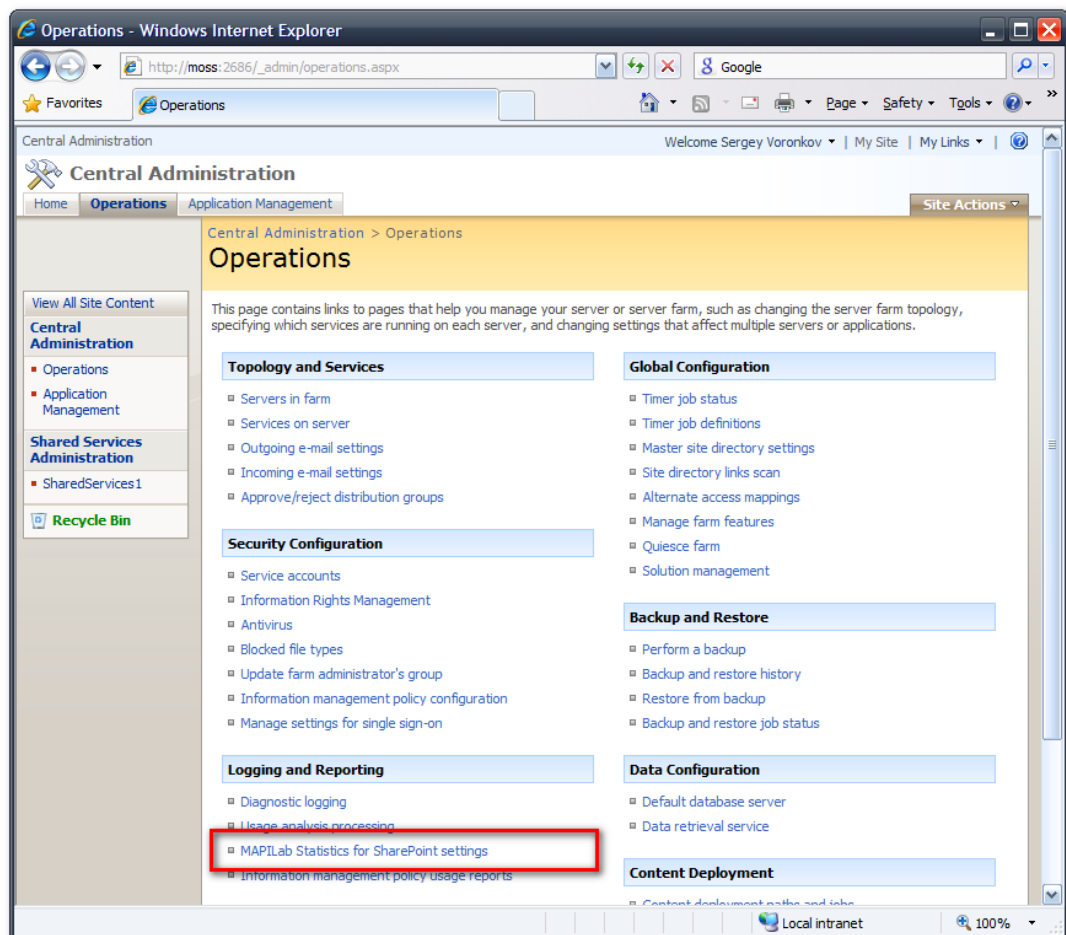 Operations - Windows Internet Explorer
http://moss:2686/_admin/operations.aspx
Google
Favorites
Operations
Page
Safety
Tools
»
Central Administration
Welcome Sergey Voronkov | My Site | My Links |
Central Administration
Home Operations Application Management
Site Actions
Central Administration > Operations
Operations
View All Site Content
Central
Administration
Operations
Application
Management
Shared Services
Administration
SharedServices1
Recycle Bin
This page contains links to pages that help you manage your server or server farm, such as changing the server farm topology,
specifying which services are running on each server, and changing settings that affect multiple servers or applications.
Topology and Services
Servers in farm
Services on server
Outgoing e-mail settings
Incoming e-mail settings
Approve/reject distribution groups
Security Configuration
Service accounts
Information Rights Management
Antivirus
Blocked file types
Update farm administrator's group
Information management policy configuration
Manage settings for single sign-on
Logging and Reporting
Diagnostic logging
Usage analysis processing
MAPILab Statistics for SharePoint settings
Information management policy usage reports
Global Configuration
Timer job status
Timer job definitions
Master site directory settings
Site directory links scan
Alternate access mappings
Manage farm features
Quiesce farm
Solution management
Backup and Restore
Perform a backup
Backup and restore history
Restore from backup
Backup and restore job status
Data Configuration
Default database server
Data retrieval service
Content Deployment
Content deployment paths and jobs
Local intranet
100%